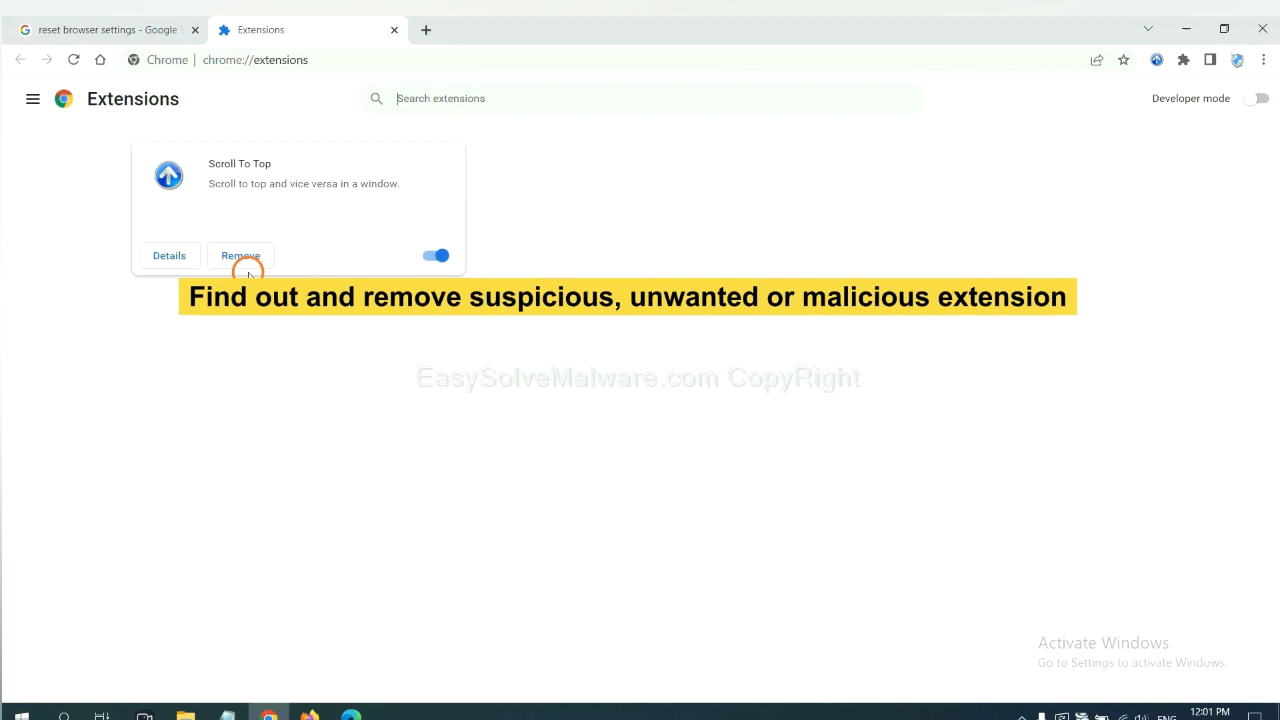 reset browser settings - Google
Extensions
Chrome
chrome://extensions
Extensions
Search extensions
Developer mode
Scroll To Top
Scroll to top and vice versa in a window.
Details
Remove
Find out and remove suspicious, unwanted or malicious extension
EasySolveMalware.com CopyRight
Activate Windows
Go to Settings to activate Windows.
ENG
12:01 PM